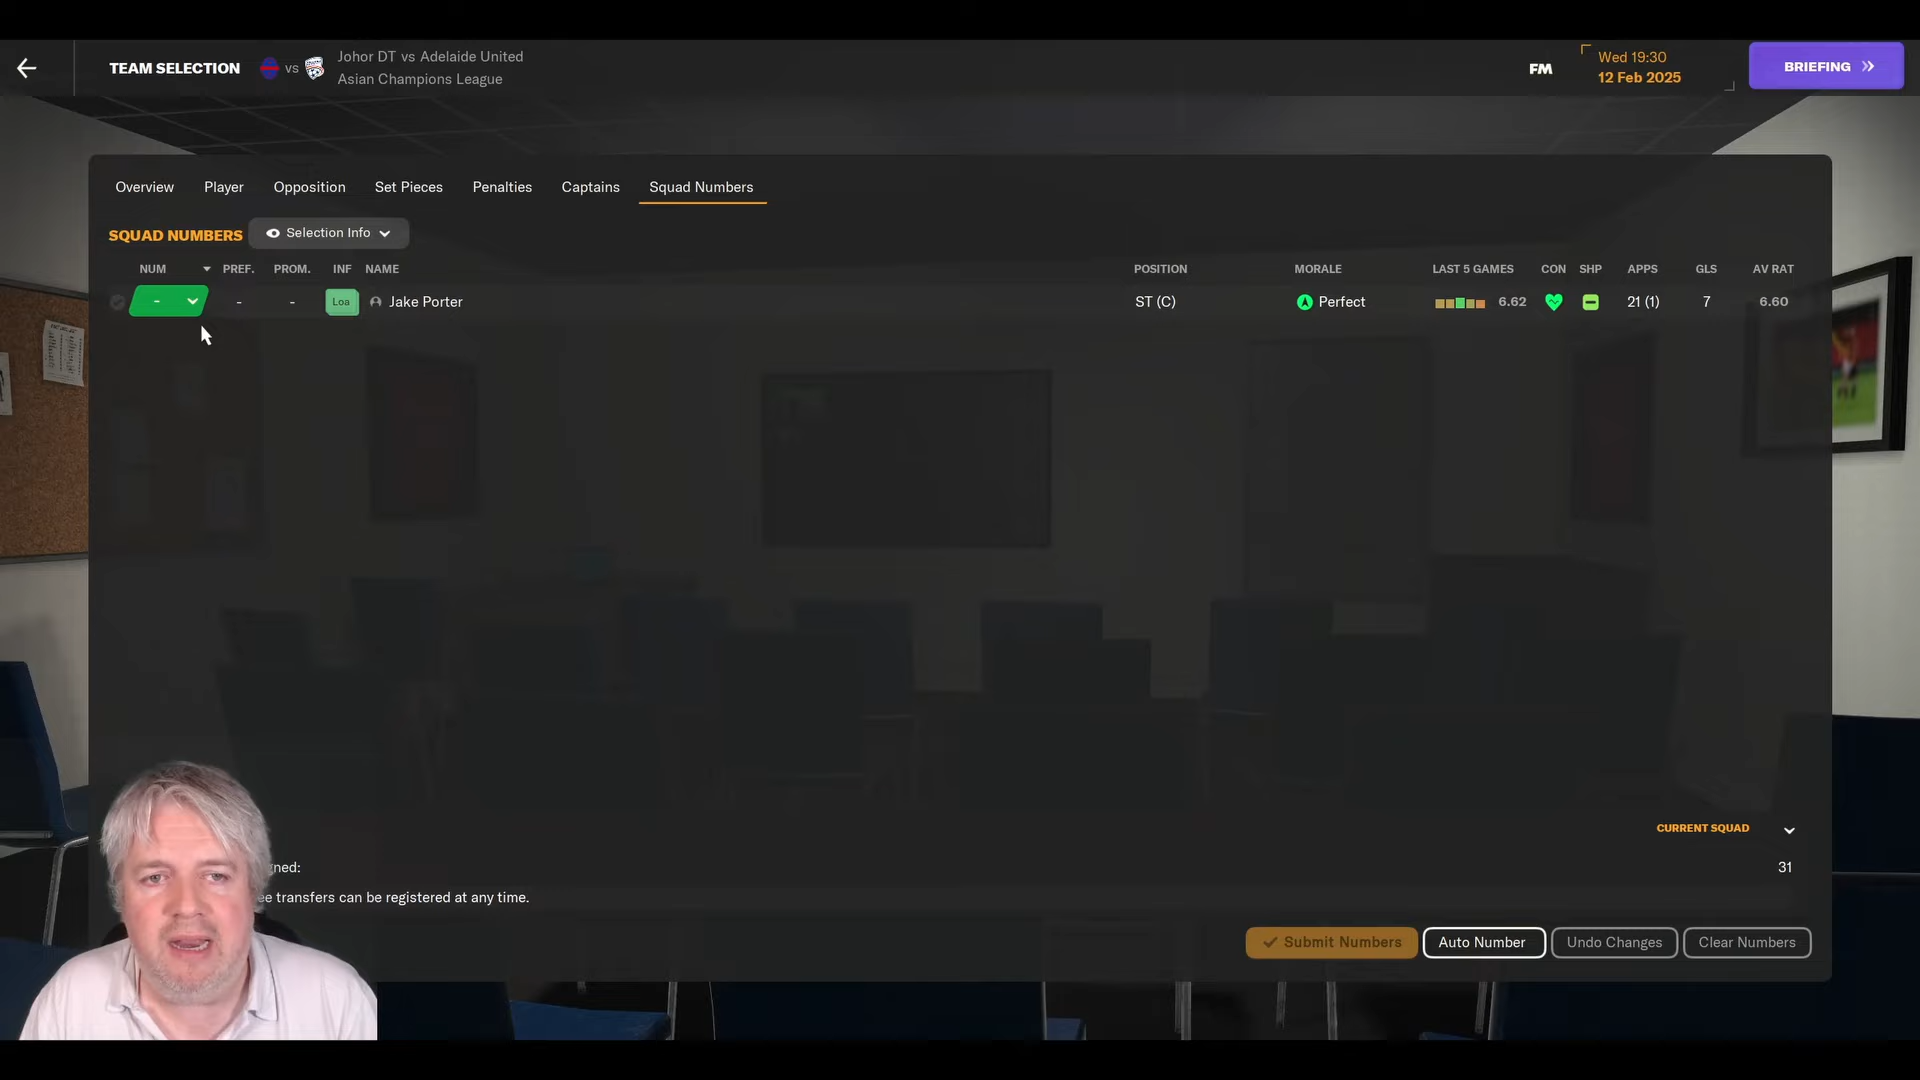 TEAM SELECTION
vs
Johor DT vs Adelaide United
Asian Champions League
FM
Wed 19:30
12 Feb 2025
BRIEFING
Overview
Player
Opposition
Set Pieces
Penalties
Captains
Squad Numbers
SQUAD NUMBERS
Selection Info
NUM
PREF.
PROM.
INF
NAME
POSITION
MORALE
LAST 5 GAMES
CON
SHP
APPS
GLS
AV RAT
-
-
-
Loa
Jake Porter
ST (C)
Perfect
6.62
21 (1)
7
6.60
CURRENT SQUAD
gned:
31
ee transfers can be registered at any time.
Submit Numbers
Auto Number
Undo Changes
Clear Numbers